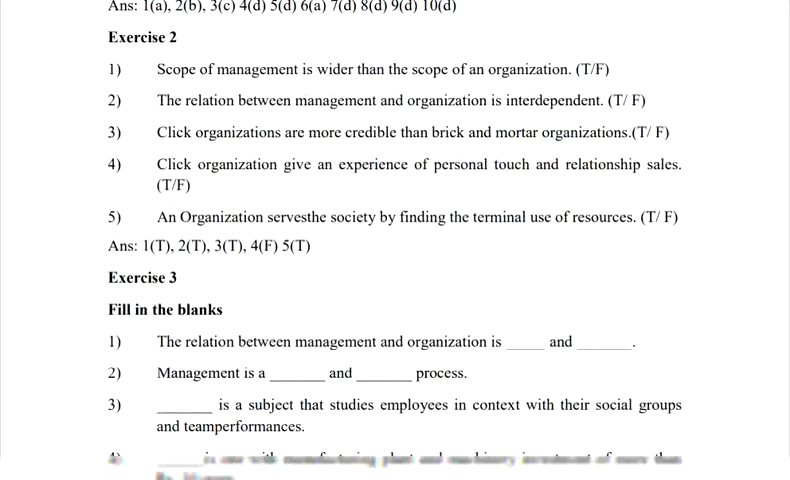 Ans: 1(a), 2(b), 3(c) 4(d) 5(d) 6(a) 7(d) 8(d) 9(d) 10(d)
Exercise 2
1) Scope of management is wider than the scope of an organization. (T/F)
2) The relation between management and organization is interdependent. (T/ F)
3) Click organizations are more credible than brick and mortar organizations.(T/ F)
4) Click organization give an experience of personal touch and relationship sales.
(T/F)
5) An Organization servesthe society by finding the terminal use of resources. (T/ F)
Ans: 1(T), 2(T), 3(T), 4(F) 5(T)
Exercise 3
Fill in the blanks
1) The relation between management and organization is _____ and _______.
2) Management is a _______ and _______ process.
3) _______ is a subject that studies employees in context with their social groups
and teamperformances.
4)